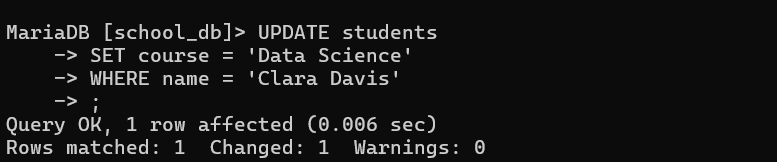 MariaDB [school_db]> UPDATE students
    -> SET course = 'Data Science'
    -> WHERE name = 'Clara Davis'
    -> ;
Query OK, 1 row affected (0.006 sec)
Rows matched: 1  Changed: 1  Warnings: 0